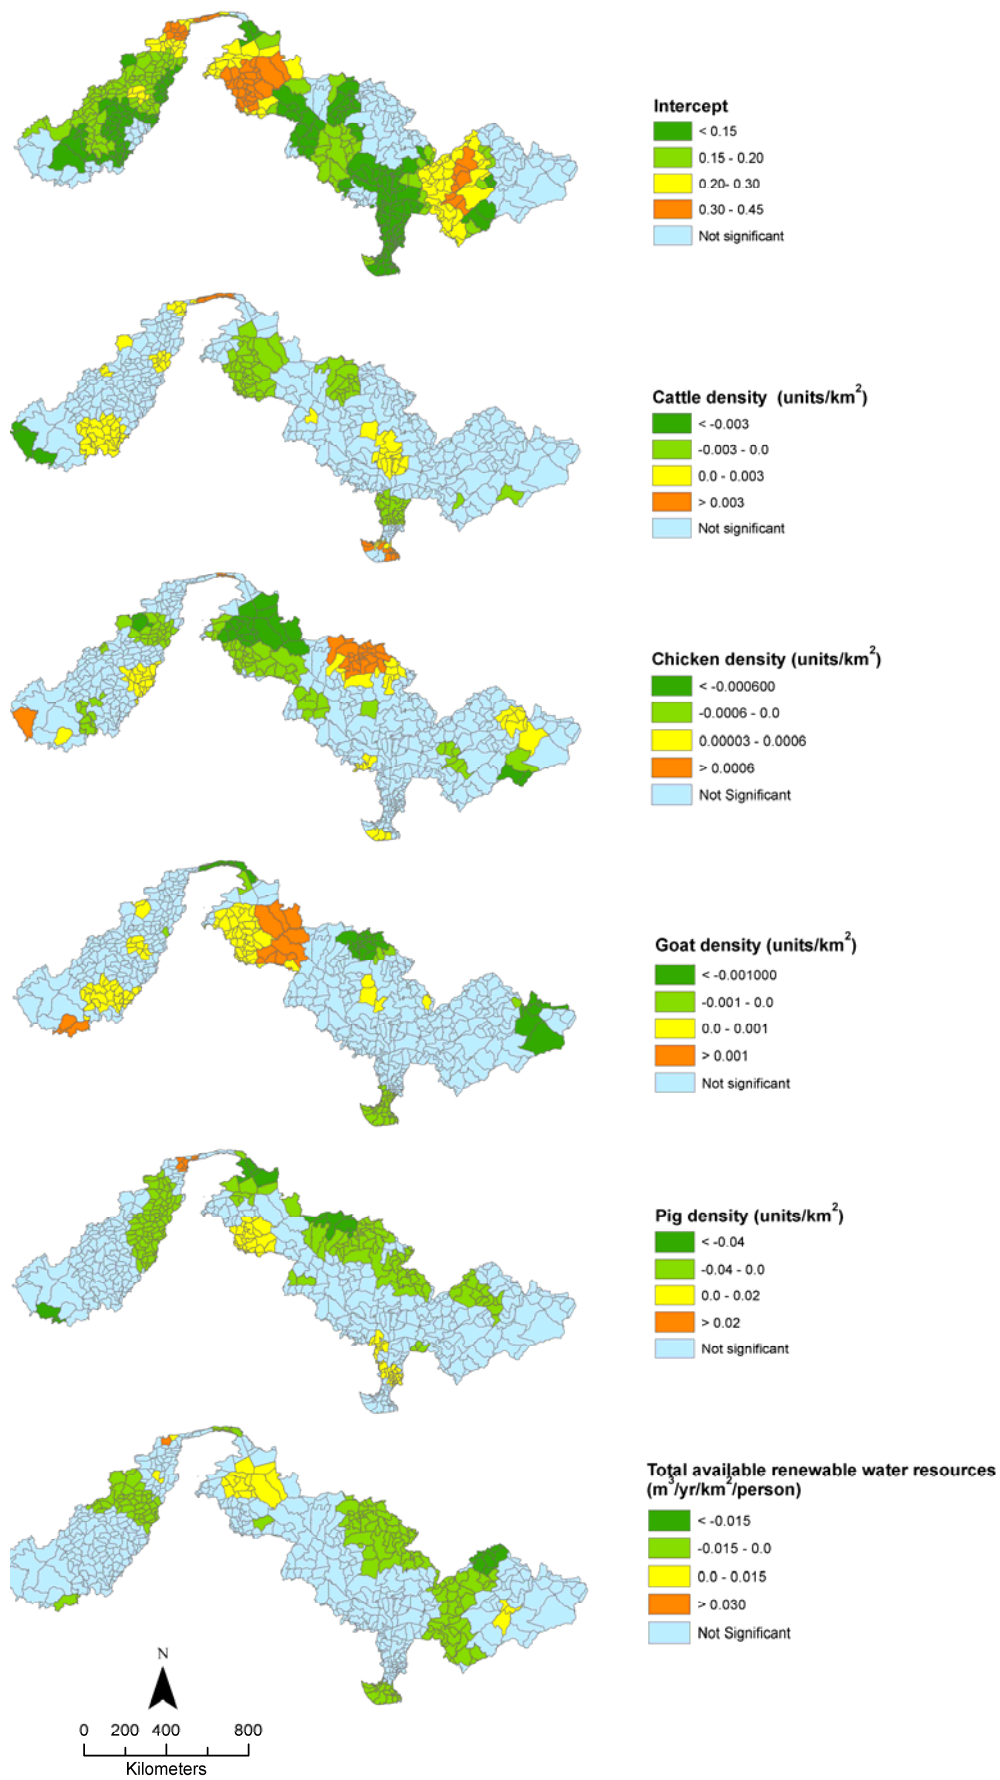 Intercept
< 0.15
0.15 - 0.20
0.20- 0.30
0.30 - 0.45
Not significant
Cattle density (units/km²)
< -0.003
-0.003 - 0.0
0.0 - 0.003
> 0.003
Not significant
Chicken density (units/km²)
< -0.000600
-0.0006 - 0.0
0.00003 - 0.0006
> 0.0006
Not Significant
Goat density (units/km²)
< -0.001000
-0.001 - 0.0
0.0 - 0.001
> 0.001
Not significant
Pig density (units/km²)
< -0.04
-0.04 - 0.0
0.0 - 0.02
> 0.02
Not significant
Total available renewable water resources
(m³/yr/km²/person)
< -0.015
-0.015 - 0.0
0.0 - 0.015
> 0.030
Not Significant
N
0 200 400 800
Kilometers